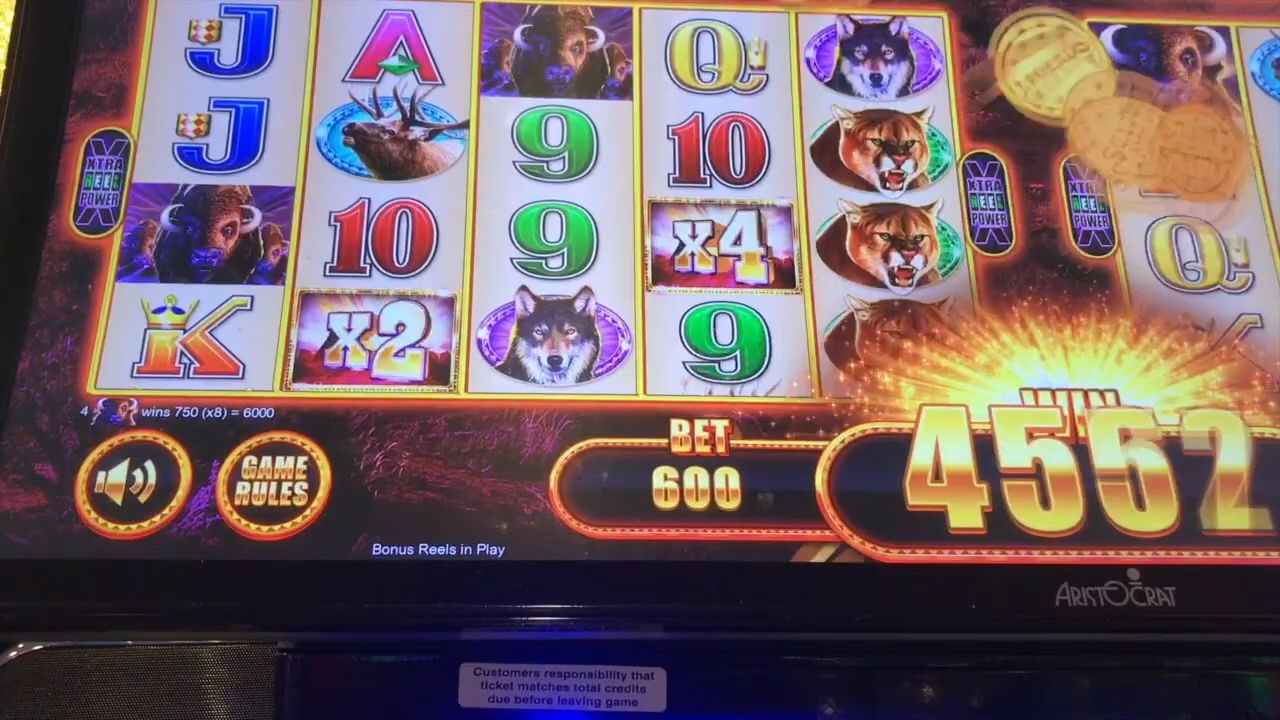 J A Q
J 9 10
XTRA
REEL
POWER
XTRA
REEL
POWER
XTRA
REEL
POWER
10 9 x4 Q
K x2 9
4 wins 750 (x8) = 6000
GAME
RULES
BET
600
WIN
4562
Bonus Reels in Play
ARISTOCRAT
Customers responsibility that
ticket matches total credits
due before leaving game